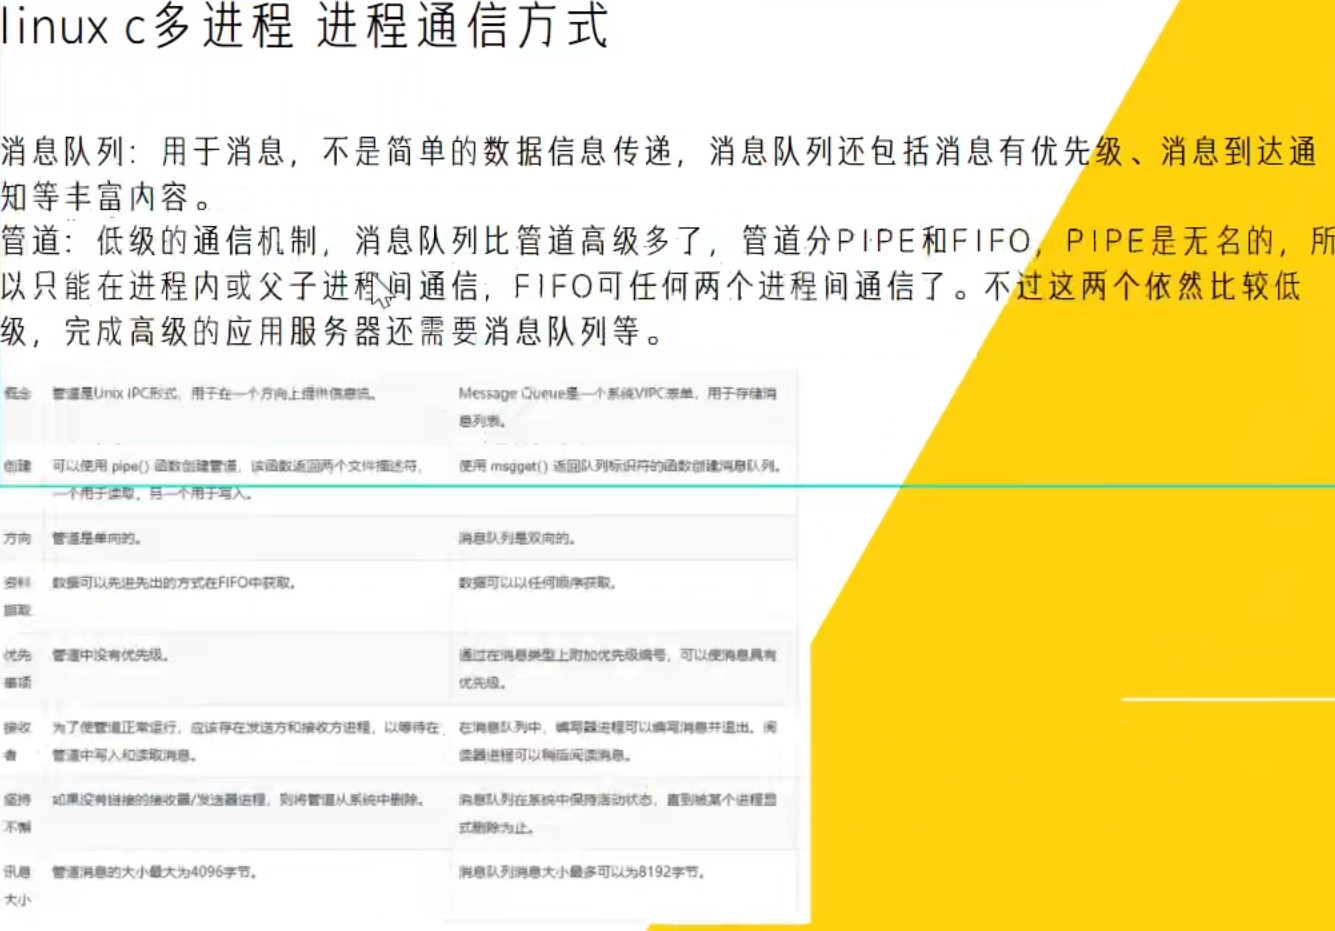 linux c多进程 进程通信方式
消息队列：用于消息，不是简单的数据信息传递，消息队列还包括消息有优先级、消息到达通
知等丰富内容。
管道：低级的通信机制，消息队列比管道高级多了，管道分PIPE和FIFO，PIPE是无名的，所
以只能在进程内或父子进程间通信，FIFO可任何两个进程间通信了。不过这两个依然比较低
级，完成高级的应用服务器还需要消息队列等。
概念 管道是Unix IPC形式，用于在一个方向上提供信息流。 Message Queue是一个系统VIPC表单，用于存储消
息列表。
创建 可以使用 pipe() 函数创建管道，该函数返回两个文件描述符， 使用 msgget() 返回队列标识符的函数创建消息队列。
一个用于读取，另一个用于写入。
方向 管道是单向的。 消息队列是双向的。
资料 数据可以先进先出的方式在FIFO中获取。 数据可以以任何顺序获取。
撷取
优先 管道中没有优先级。 通过在消息类型上附加优先级编号，可以使消息具有
事项 优先级。
接收 为了使管道正常运行，应该存在发送方和接收方进程，以等待在 在消息队列中，编写器进程可以编写消息并退出。阅
者 管道中写入和读取消息。 读器进程可以稍后阅读消息。
坚持 如果没有链接的接收器/发送器进程，则将管道从系统中删除。 消息队列在系统中保持活动状态，直到被某个进程显
不懈 式删除为止。
讯息 管道消息的大小最大为4096字节。 消息队列消息大小最多可以为8192字节。
大小